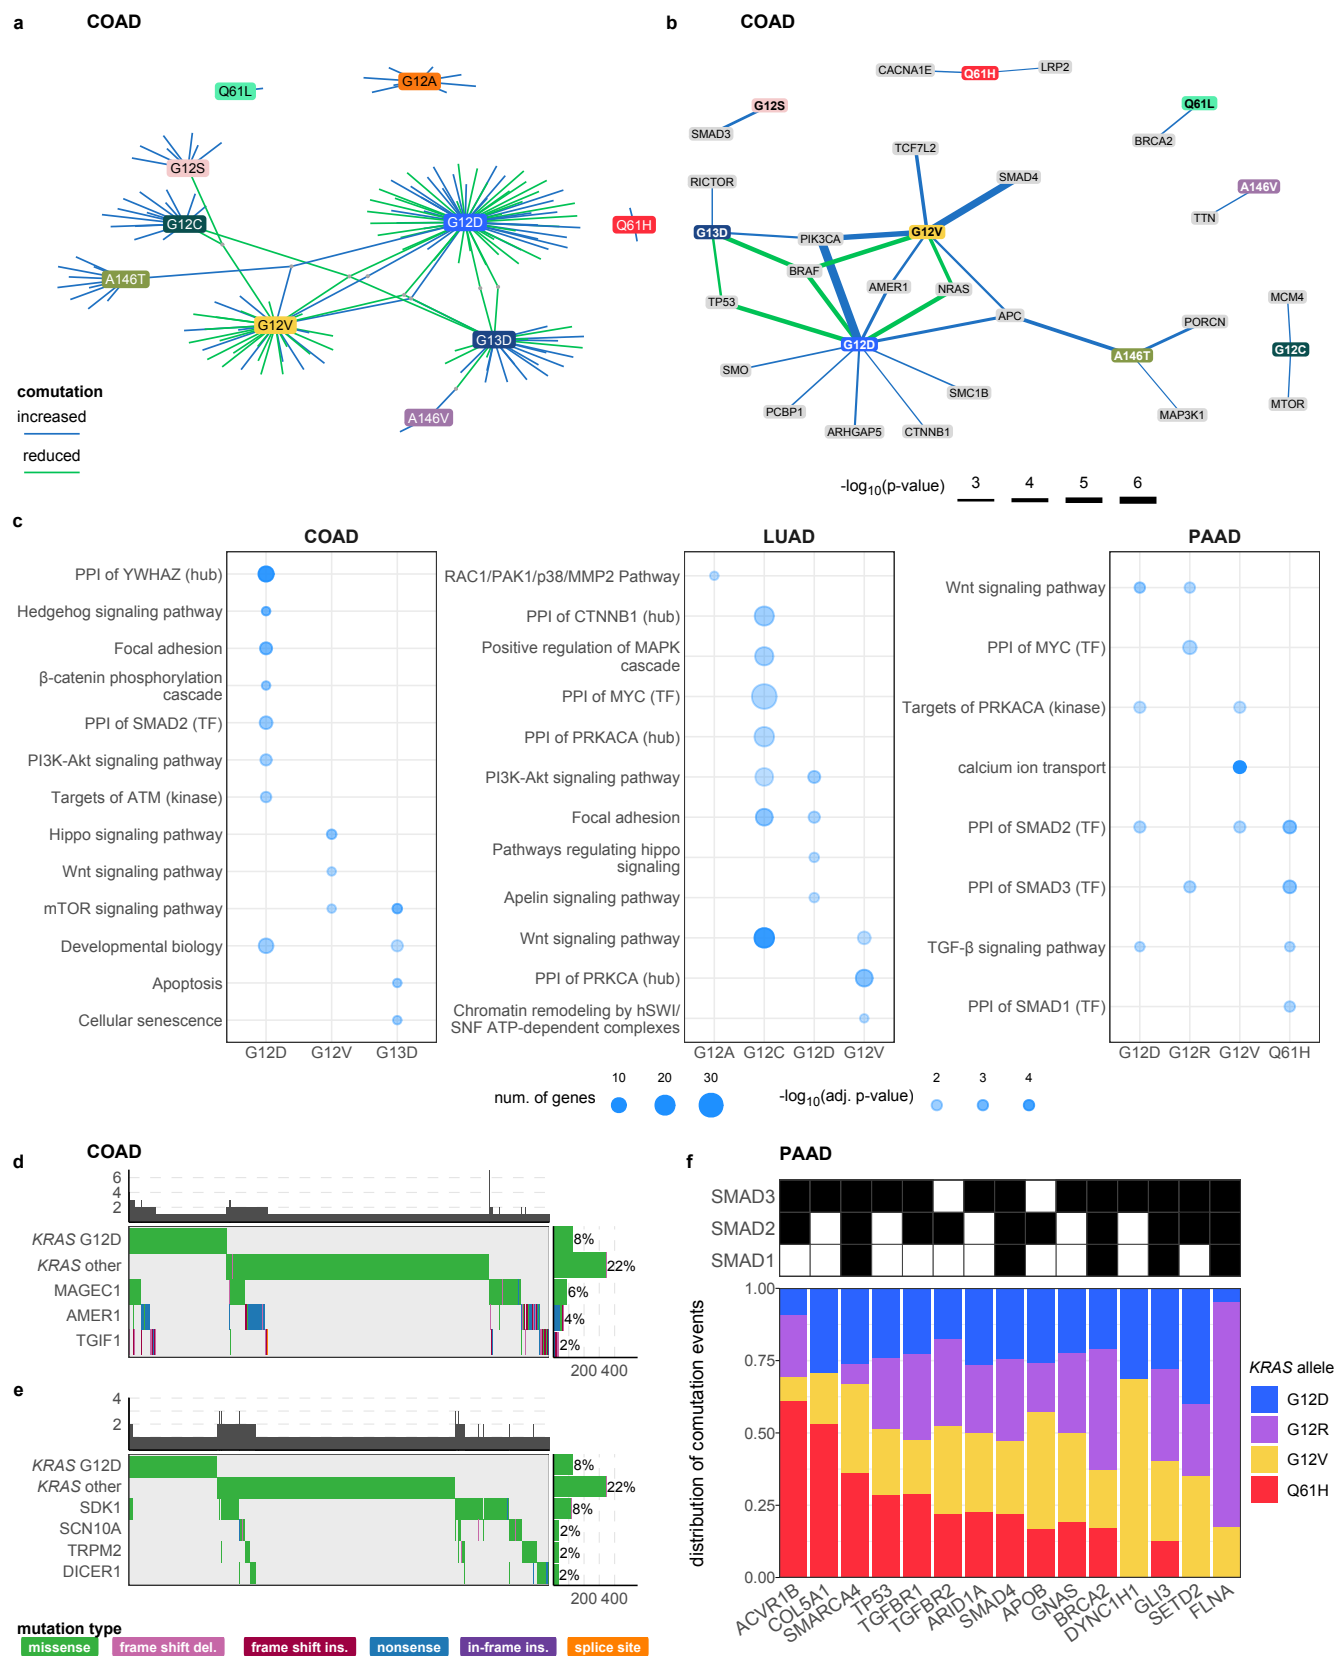 a COAD
Q61L
G12A
G12S
G12C
G12D
Q61H
A146T
G12V
G13D
A146V
comutation
increased
reduced
b COAD
CACNA1E
Q61H
LRP2
G12S
SMAD3
Q61L
BRCA2
TCF7L2
RICTOR
SMAD4
A146V
TTN
G13D
PIK3CA
G12V
BRAF
TP53
AMER1
NRAS
MCM4
APC
PORCN
G12D
A146T
G12C
SMO
SMC1B
PCBP1
MAP3K1
MTOR
ARHGAP5
CTNNB1
-log10(p-value) 3 4 5 6
c
COAD
PPI of YWHAZ (hub)
Hedgehog signaling pathway
Focal adhesion
β-catenin phosphorylation
cascade
PPI of SMAD2 (TF)
PI3K-Akt signaling pathway
Targets of ATM (kinase)
Hippo signaling pathway
Wnt signaling pathway
mTOR signaling pathway
Developmental biology
Apoptosis
Cellular senescence
G12D G12V G13D
LUAD
RAC1/PAK1/p38/MMP2 Pathway
PPI of CTNNB1 (hub)
Positive regulation of MAPK
cascade
PPI of MYC (TF)
PPI of PRKACA (hub)
PI3K-Akt signaling pathway
Focal adhesion
Pathways regulating hippo
signaling
Apelin signaling pathway
Wnt signaling pathway
PPI of PRKCA (hub)
Chromatin remodeling by hSWI/
SNF ATP-dependent complexes
G12A G12C G12D G12V
PAAD
Wnt signaling pathway
PPI of MYC (TF)
Targets of PRKACA (kinase)
calcium ion transport
PPI of SMAD2 (TF)
PPI of SMAD3 (TF)
TGF-β signaling pathway
PPI of SMAD1 (TF)
G12D G12R G12V Q61H
num. of genes 10 20 30
-log10(adj. p-value) 2 3 4
d COAD
6
4
2
KRAS G12D 8%
KRAS other 22%
MAGEC1 6%
AMER1 4%
TGIF1 2%
200 400
e
4
2
KRAS G12D 8%
KRAS other 22%
SDK1 8%
SCN10A 2%
TRPM2 2%
DICER1 2%
200 400
mutation type
missense frame shift del. frame shift ins. nonsense in-frame ins. splice site
f PAAD
SMAD3
SMAD2
SMAD1
distribution of comutation events
1.00
0.75
0.50
0.25
0.00
ACVR1B COL5A1 SMARCA4 TP53 TGFBR1 TGFBR2 ARID1A SMAD4 APOB GNAS BRCA2 DYNC1H1 GLI3 SETD2 FLNA
KRAS allele
G12D
G12R
G12V
Q61H